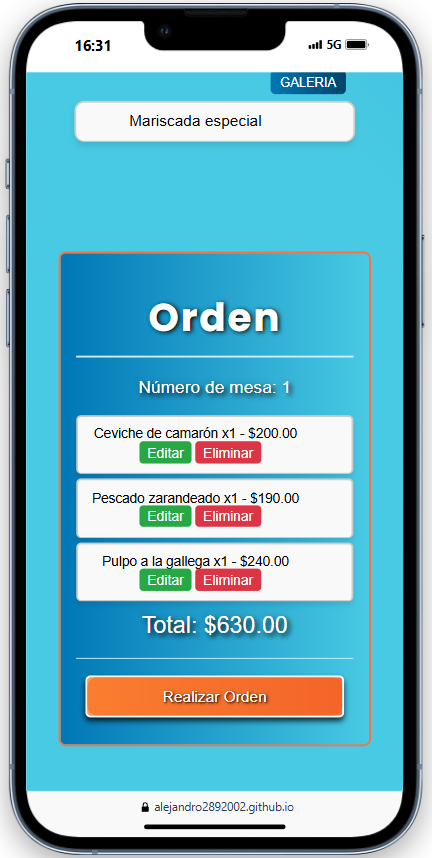 16:31
5G
GALERIA
Mariscada especial
Orden
Número de mesa: 1
Ceviche de camarón x1 - $200.00
Editar Eliminar
Pescado zarandeado x1 - $190.00
Editar Eliminar
Pulpo a la gallega x1 - $240.00
Editar Eliminar
Total: $630.00
Realizar Orden
alejandro2892002.github.io